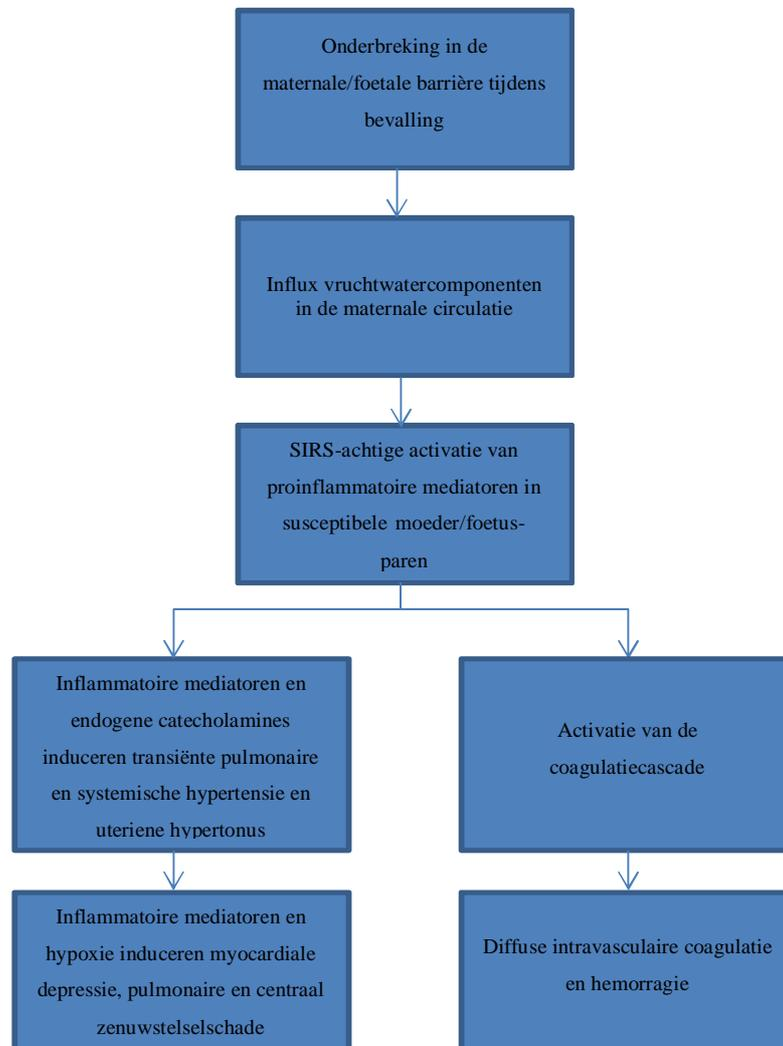 Onderbreking in de
maternale/foetale barrière tijdens
bevalling
Influx vruchtwatercomponenten
in de maternale circulatie
SIRS-achtige activatie van
proinflammatoire mediatoren in
susceptibele moeder/foetus-
paren
Inflammatoire mediatoren en
endogene catecholamines
induceren transiënte pulmonaire
en systemische hypertensie en
uteriene hypertonus
Activatie van de
coagulatiecascade
Inflammatoire mediatoren en
hypoxie induceren myocardiale
depressie, pulmonaire en centraal
zenuwstelselschade
Diffuse intravasculaire coagulatie
en hemorragie